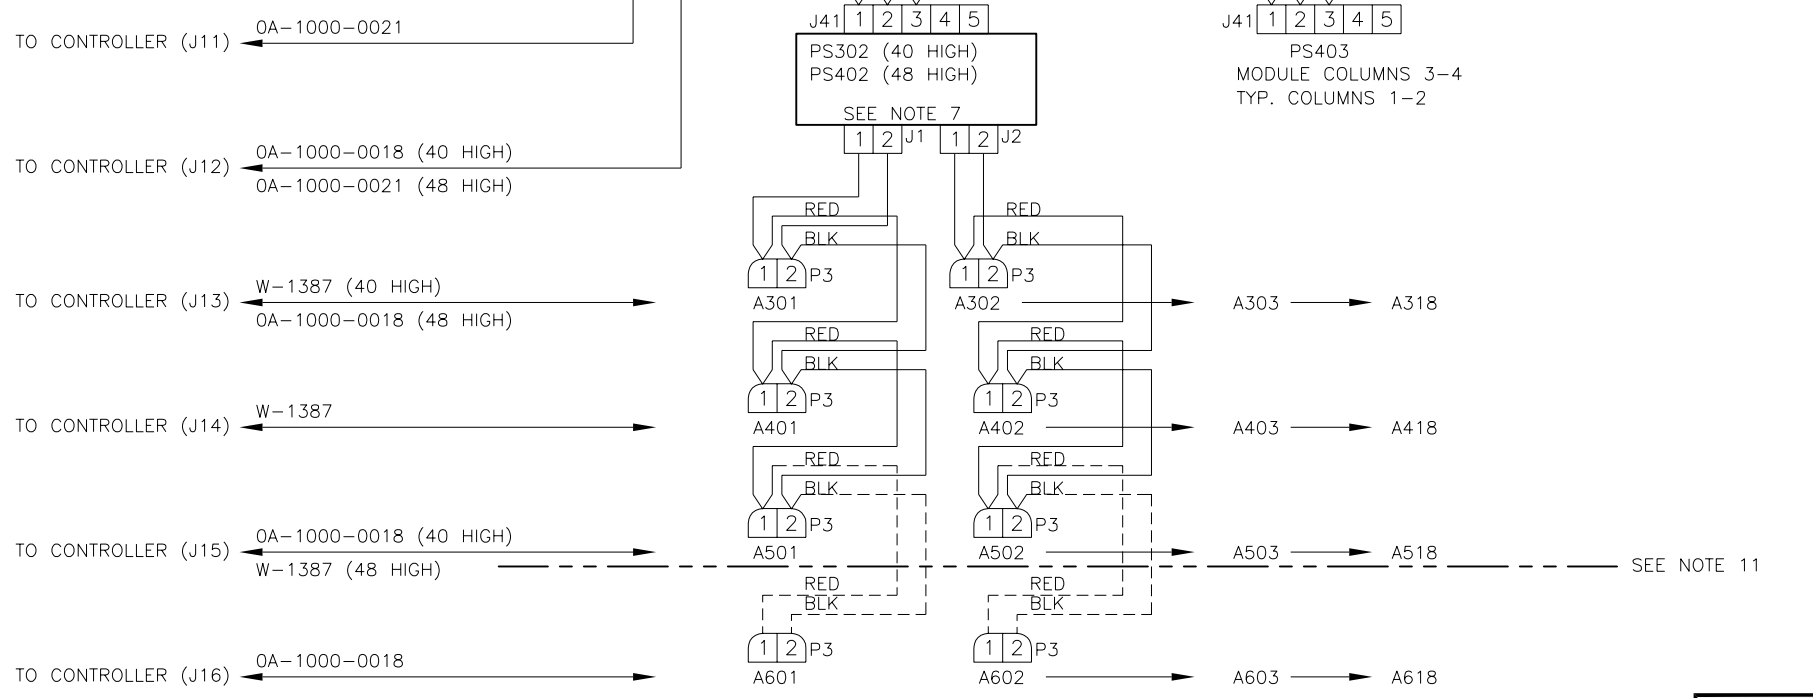 J41 1 2 3 4 5
J41 1 2 3 4 5
TO CONTROLLER (J11)
0A-1000-0021
PS302 (40 HIGH)
PS402 (48 HIGH)
SEE NOTE 7
PS403
MODULE COLUMNS 3-4
TYP. COLUMNS 1-2
1 2 J1
1 2 J2
TO CONTROLLER (J12)
0A-1000-0018 (40 HIGH)
0A-1000-0021 (48 HIGH)
RED
BLK
RED
BLK
1 2 P3
1 2 P3
TO CONTROLLER (J13)
W-1387 (40 HIGH)
0A-1000-0018 (48 HIGH)
A301
A302
A303
A318
RED
BLK
RED
BLK
1 2 P3
1 2 P3
TO CONTROLLER (J14)
W-1387
A401
A402
A403
A418
RED
BLK
RED
BLK
1 2 P3
1 2 P3
TO CONTROLLER (J15)
0A-1000-0018 (40 HIGH)
W-1387 (48 HIGH)
A501
A502
A503
A518
SEE NOTE 11
RED
BLK
RED
BLK
1 2 P3
1 2 P3
TO CONTROLLER (J16)
0A-1000-0018
A601
A602
A603
A618